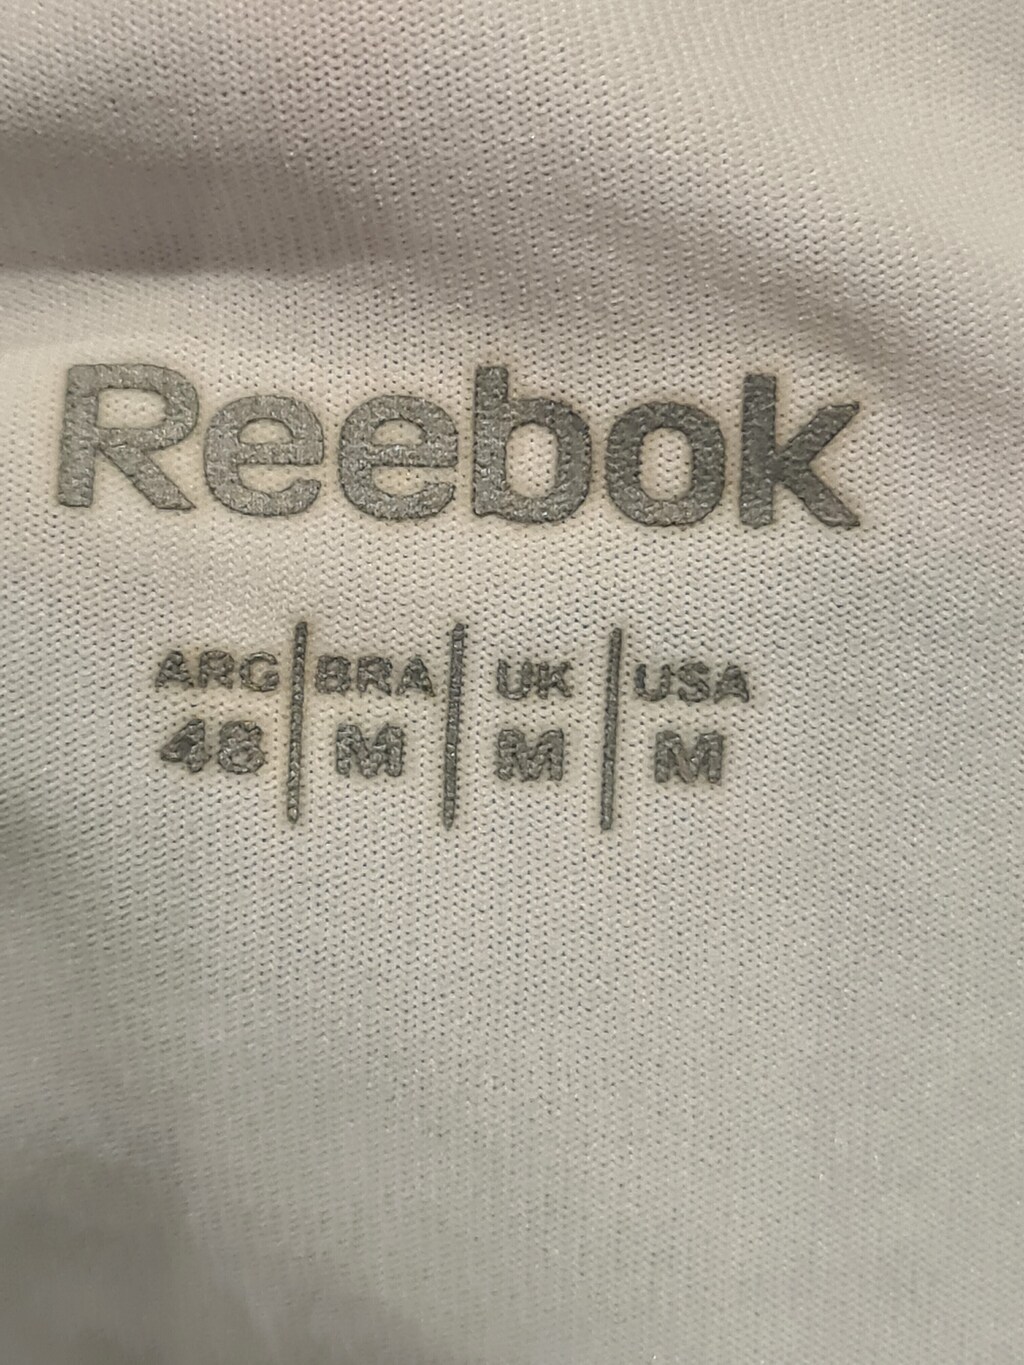 Reebok
ARG | BRA | UK | USA
48 | M | M | M